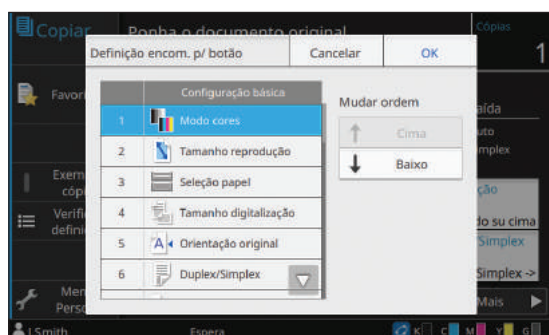 Copiar
Ponha o documento original
Cópias
1
Definição encom. p/ botão
Cancelar
OK
Configuração básica
1 Modo cores
2 Tamanho reprodução
3 Seleção papel
4 Tamanho digitalização
5 A Orientação original
6 Duplex/Simplex
Mudar ordem
Cima
Baixo
Favori
Exem
cópi
Verifi
defini
Men
Perso
aída
uto
mplex
ção
do su cima
/Simplex
Simplex ->
Mais
J.Smith
Espera
K C M Y G